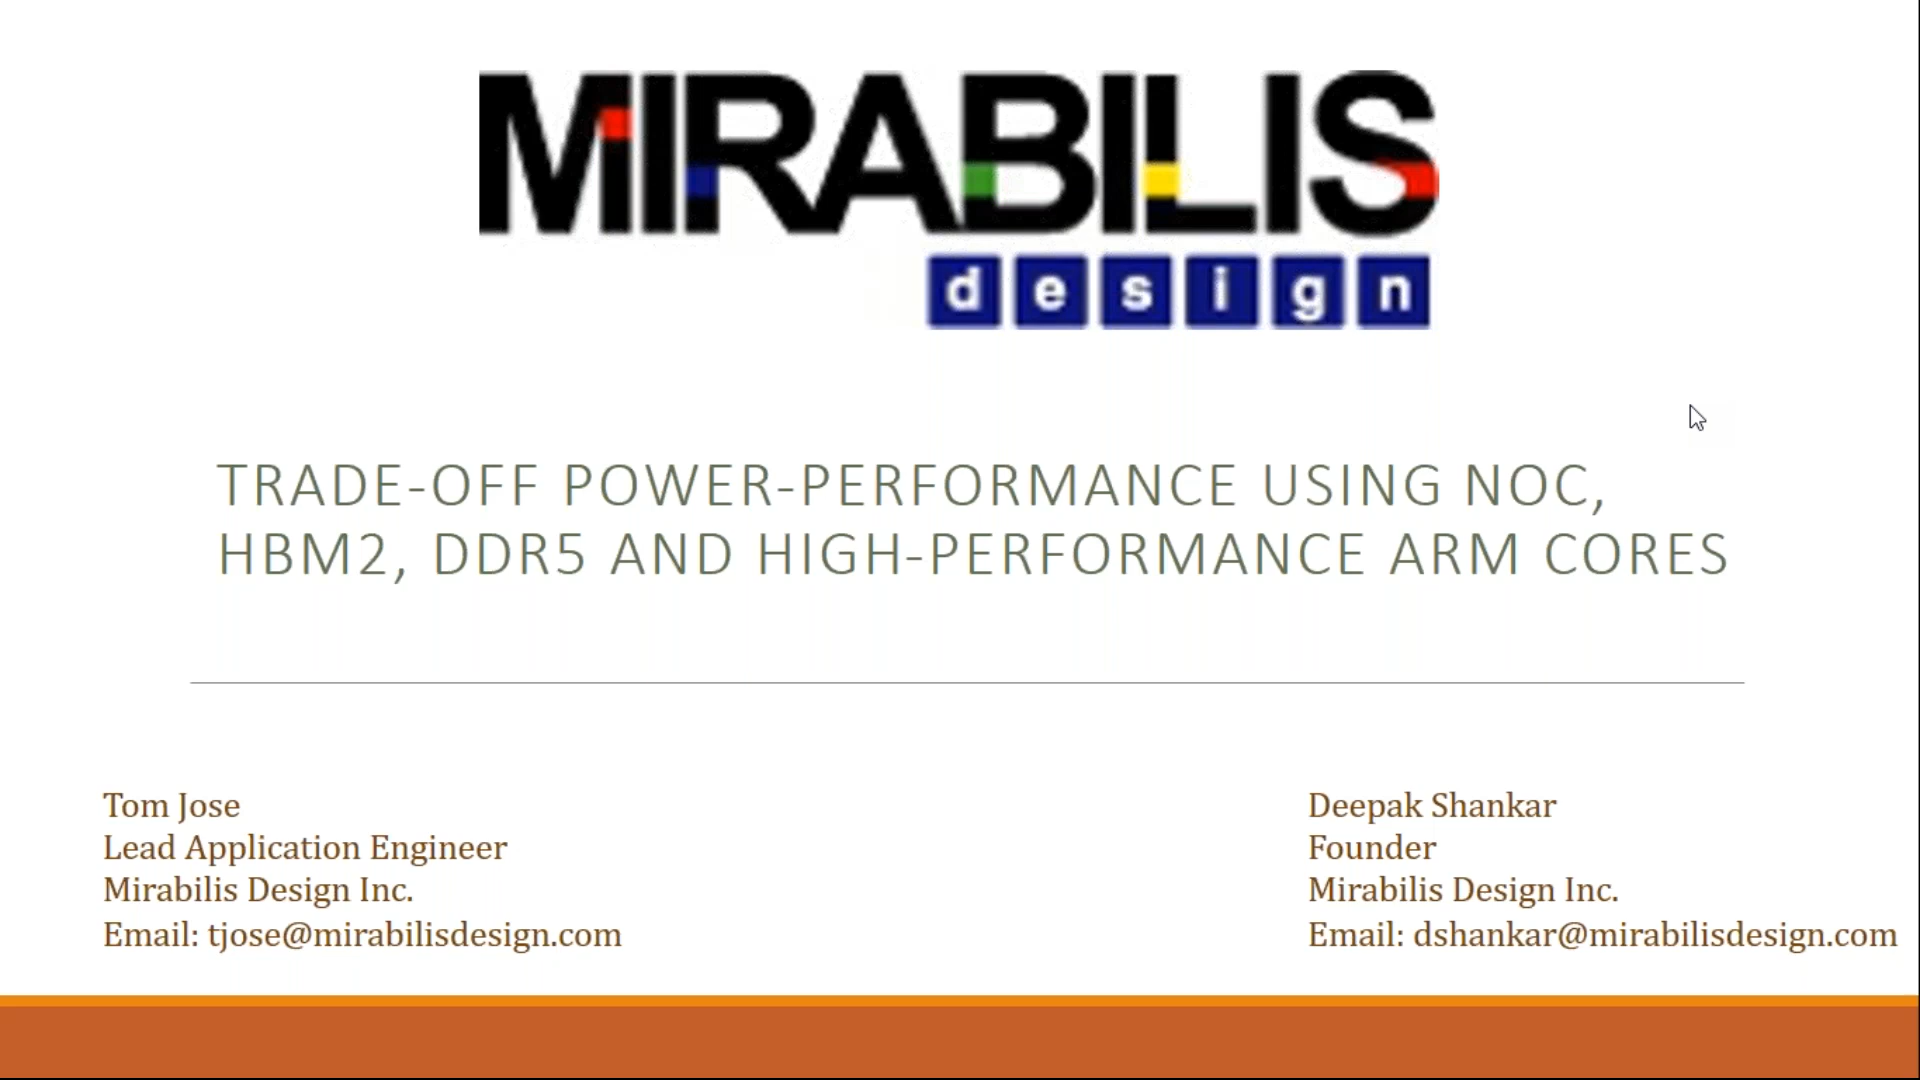 MIRABILIS
design
TRADE-OFF POWER-PERFORMANCE USING NOC,
HBM2, DDR5 AND HIGH-PERFORMANCE ARM CORES
Tom Jose
Lead Application Engineer
Mirabilis Design Inc.
Email: tjose@mirabilisdesign.com
Deepak Shankar
Founder
Mirabilis Design Inc.
Email: dshankar@mirabilisdesign.com